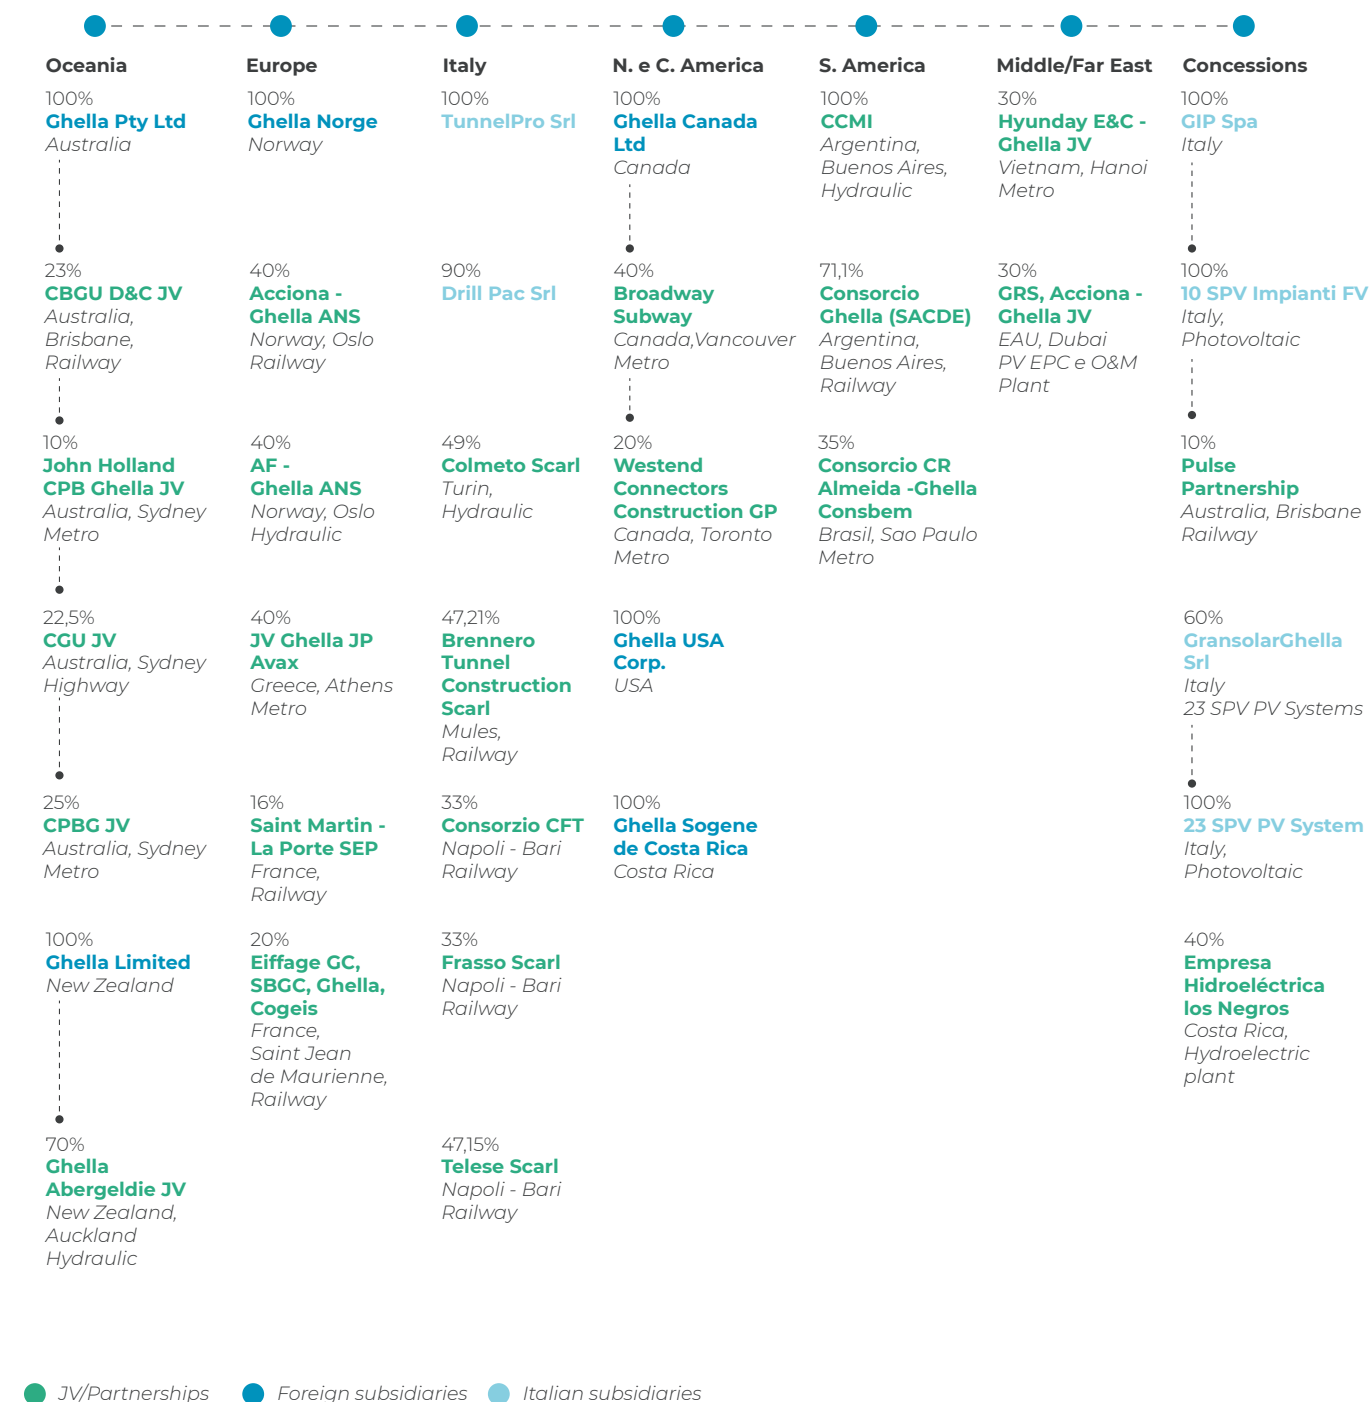 Oceania
100%
Ghella Pty Ltd
Australia
23%
CBGU D&C JV
Australia,
Brisbane,
Railway
10%
John Holland
CPB Ghella JV
Australia, Sydney
Metro
22,5%
CGU JV
Australia, Sydney
Highway
25%
CPBG JV
Australia, Sydney
Metro
100%
Ghella Limited
New Zealand
70%
Ghella
Abergeldie JV
New Zealand,
Auckland
Hydraulic
Europe
100%
Ghella Norge
Norway
40%
Acciona -
Ghella ANS
Norway, Oslo
Railway
40%
AF -
Ghella ANS
Norway, Oslo
Hydraulic
40%
JV Ghella JP
Avax
Greece, Athens
Metro
16%
Saint Martin -
La Porte SEP
France,
Railway
20%
Eiffage GC,
SBGC, Ghella,
Cogeis
France,
Saint Jean
de Maurienne,
Railway
Italy
100%
TunnelPro Srl
90%
Drill Pac Srl
49%
Colmeto Scarl
Turin,
Hydraulic
47,21%
Brennero
Tunnel
Construction
Scarl
Mules,
Railway
33%
Consorzio CFT
Napoli - Bari
Railway
33%
Frasso Scarl
Napoli - Bari
Railway
47,15%
Telese Scarl
Napoli - Bari
Railway
N. e C. America
100%
Ghella Canada
Ltd
Canada
40%
Broadway
Subway
Canada,Vancouver
Metro
20%
Westend
Connectors
Construction GP
Canada, Toronto
Metro
100%
Ghella USA
Corp.
USA
100%
Ghella Sogene
de Costa Rica
Costa Rica
S. America
100%
CCMI
Argentina,
Buenos Aires,
Hydraulic
71,1%
Consorcio
Ghella (SACDE)
Argentina,
Buenos Aires,
Railway
35%
Consorcio CR
Almeida -Ghella
Consbem
Brasil, Sao Paulo
Metro
Middle/Far East
30%
Hyunday E&C -
Ghella JV
Vietnam, Hanoi
Metro
30%
GRS, Acciona -
Ghella JV
EAU, Dubai
PV EPC e O&M
Plant
Concessions
100%
GIP Spa
Italy
100%
10 SPV Impianti FV
Italy,
Photovoltaic
10%
Pulse
Partnership
Australia, Brisbane
Railway
60%
GransolarGhella
Srl
Italy
23 SPV PV Systems
100%
23 SPV PV System
Italy,
Photovoltaic
40%
Empresa
Hidroeléctrica
los Negros
Costa Rica,
Hydroelectric
plant
JV/Partnerships
Foreign subsidiaries
Italian subsidiaries